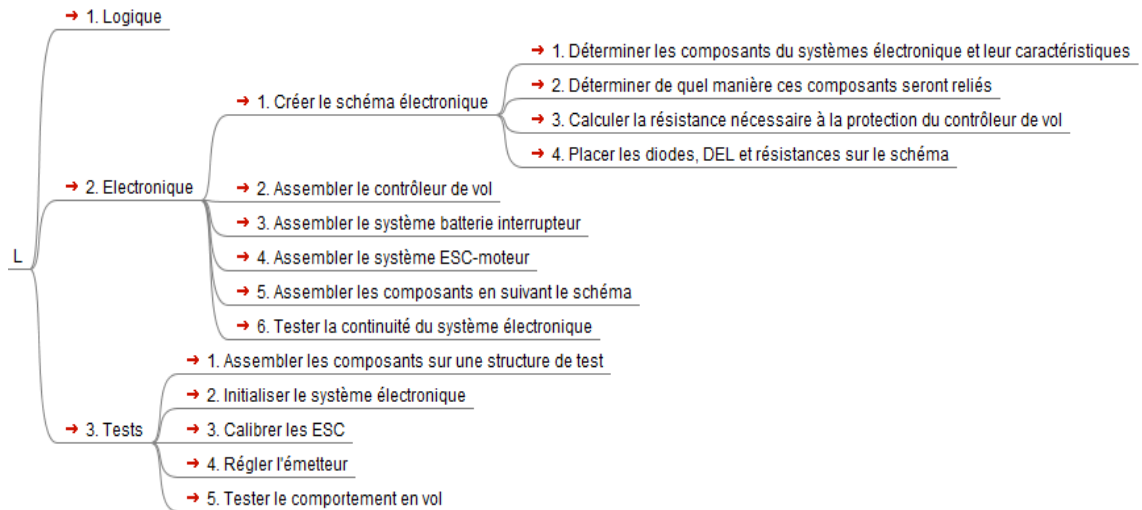 L
1. Logique
2. Electronique
1. Créer le schéma électronique
1. Déterminer les composants du systèmes électronique et leur caractéristiques
2. Déterminer de quel manière ces composants seront reliés
3. Calculer la résistance nécessaire à la protection du contrôleur de vol
4. Placer les diodes, DEL et résistances sur le schéma
2. Assembler le contrôleur de vol
3. Assembler le système batterie interrupteur
4. Assembler le système ESC-moteur
5. Assembler les composants en suivant le schéma
6. Tester la continuité du système électronique
3. Tests
1. Assembler les composants sur une structure de test
2. Initialiser le système électronique
3. Calibrer les ESC
4. Régler l'émetteur
5. Tester le comportement en vol